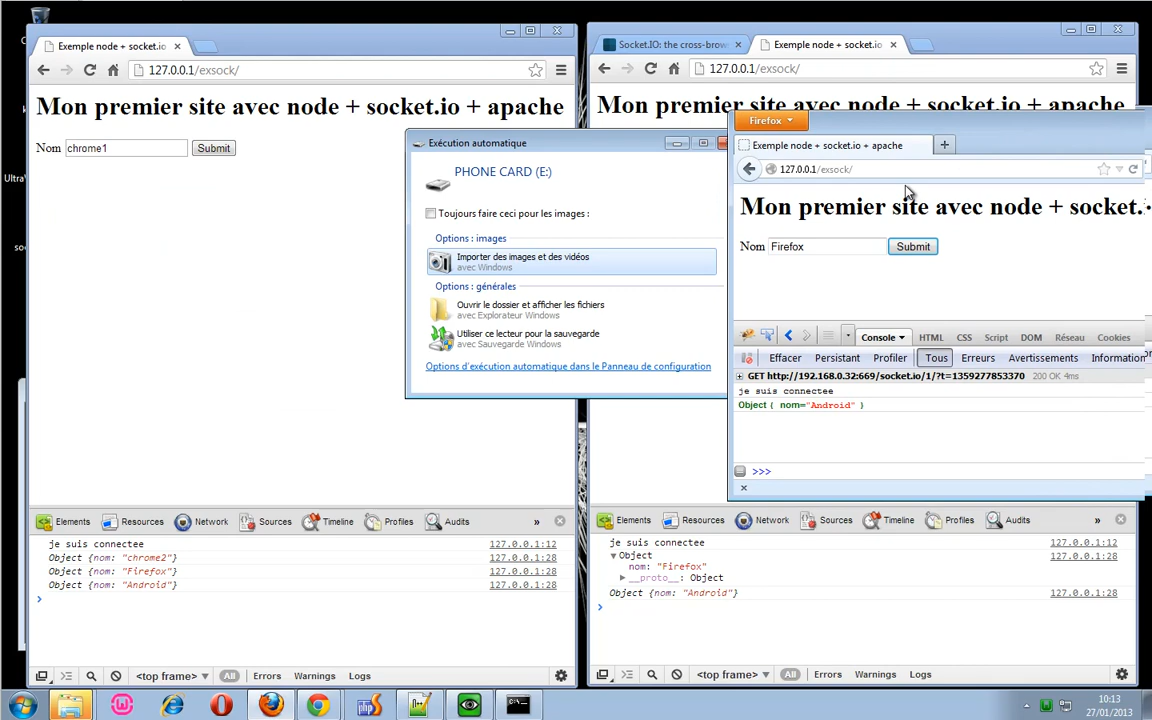 Exemple node + socket.io
127.0.0.1/exsock/
Mon premier site avec node + socket.io + apache
Nom chrome1 Submit
Socket.IO: the cross-brow
Exemple node + socket.io
127.0.0.1/exsock/
Mon premier site avec node + socket.io + apache
Exécution automatique
PHONE CARD (E:)
Toujours faire ceci pour les images :
Options : images
Importer des images et des vidéos
avec Windows
Options : générales
Ouvrir le dossier et afficher les fichiers
avec Explorateur Windows
Utiliser ce lecteur pour la sauvegarde
avec Sauvegarde Windows
Options d'exécution automatique dans le Panneau de configuration
Firefox
Exemple node + socket.io + apache
127.0.0.1/exsock/
Mon premier site avec node + socket.
Nom Firefox Submit
Console HTML CSS Script DOM Réseau Cookies
Effacer Persistant Profiler Tous Erreurs Avertissements Information
GET http://192.168.0.32:669/socket.io/1/?t=1359277853370 200 OK 4ms
je suis connectee
Object { nom="Android" }
>>>
Elements Resources Network Sources Timeline Profiles Audits »
je suis connectee 127.0.0.1:12
Object {nom: "chrome2"} 127.0.0.1:28
Object {nom: "Firefox"} 127.0.0.1:28
Object {nom: "Android"} 127.0.0.1:28
>
<top frame> All Errors Warnings Logs
Elements Resources Network Sources Timeline Profiles Audits »
je suis connectee 127.0.0.1:12
Object 127.0.0.1:28
nom: "Firefox"
__proto__: Object
Object {nom: "Android"} 127.0.0.1:28
>
<top frame> All Errors Warnings Logs
10:13
27/01/2013